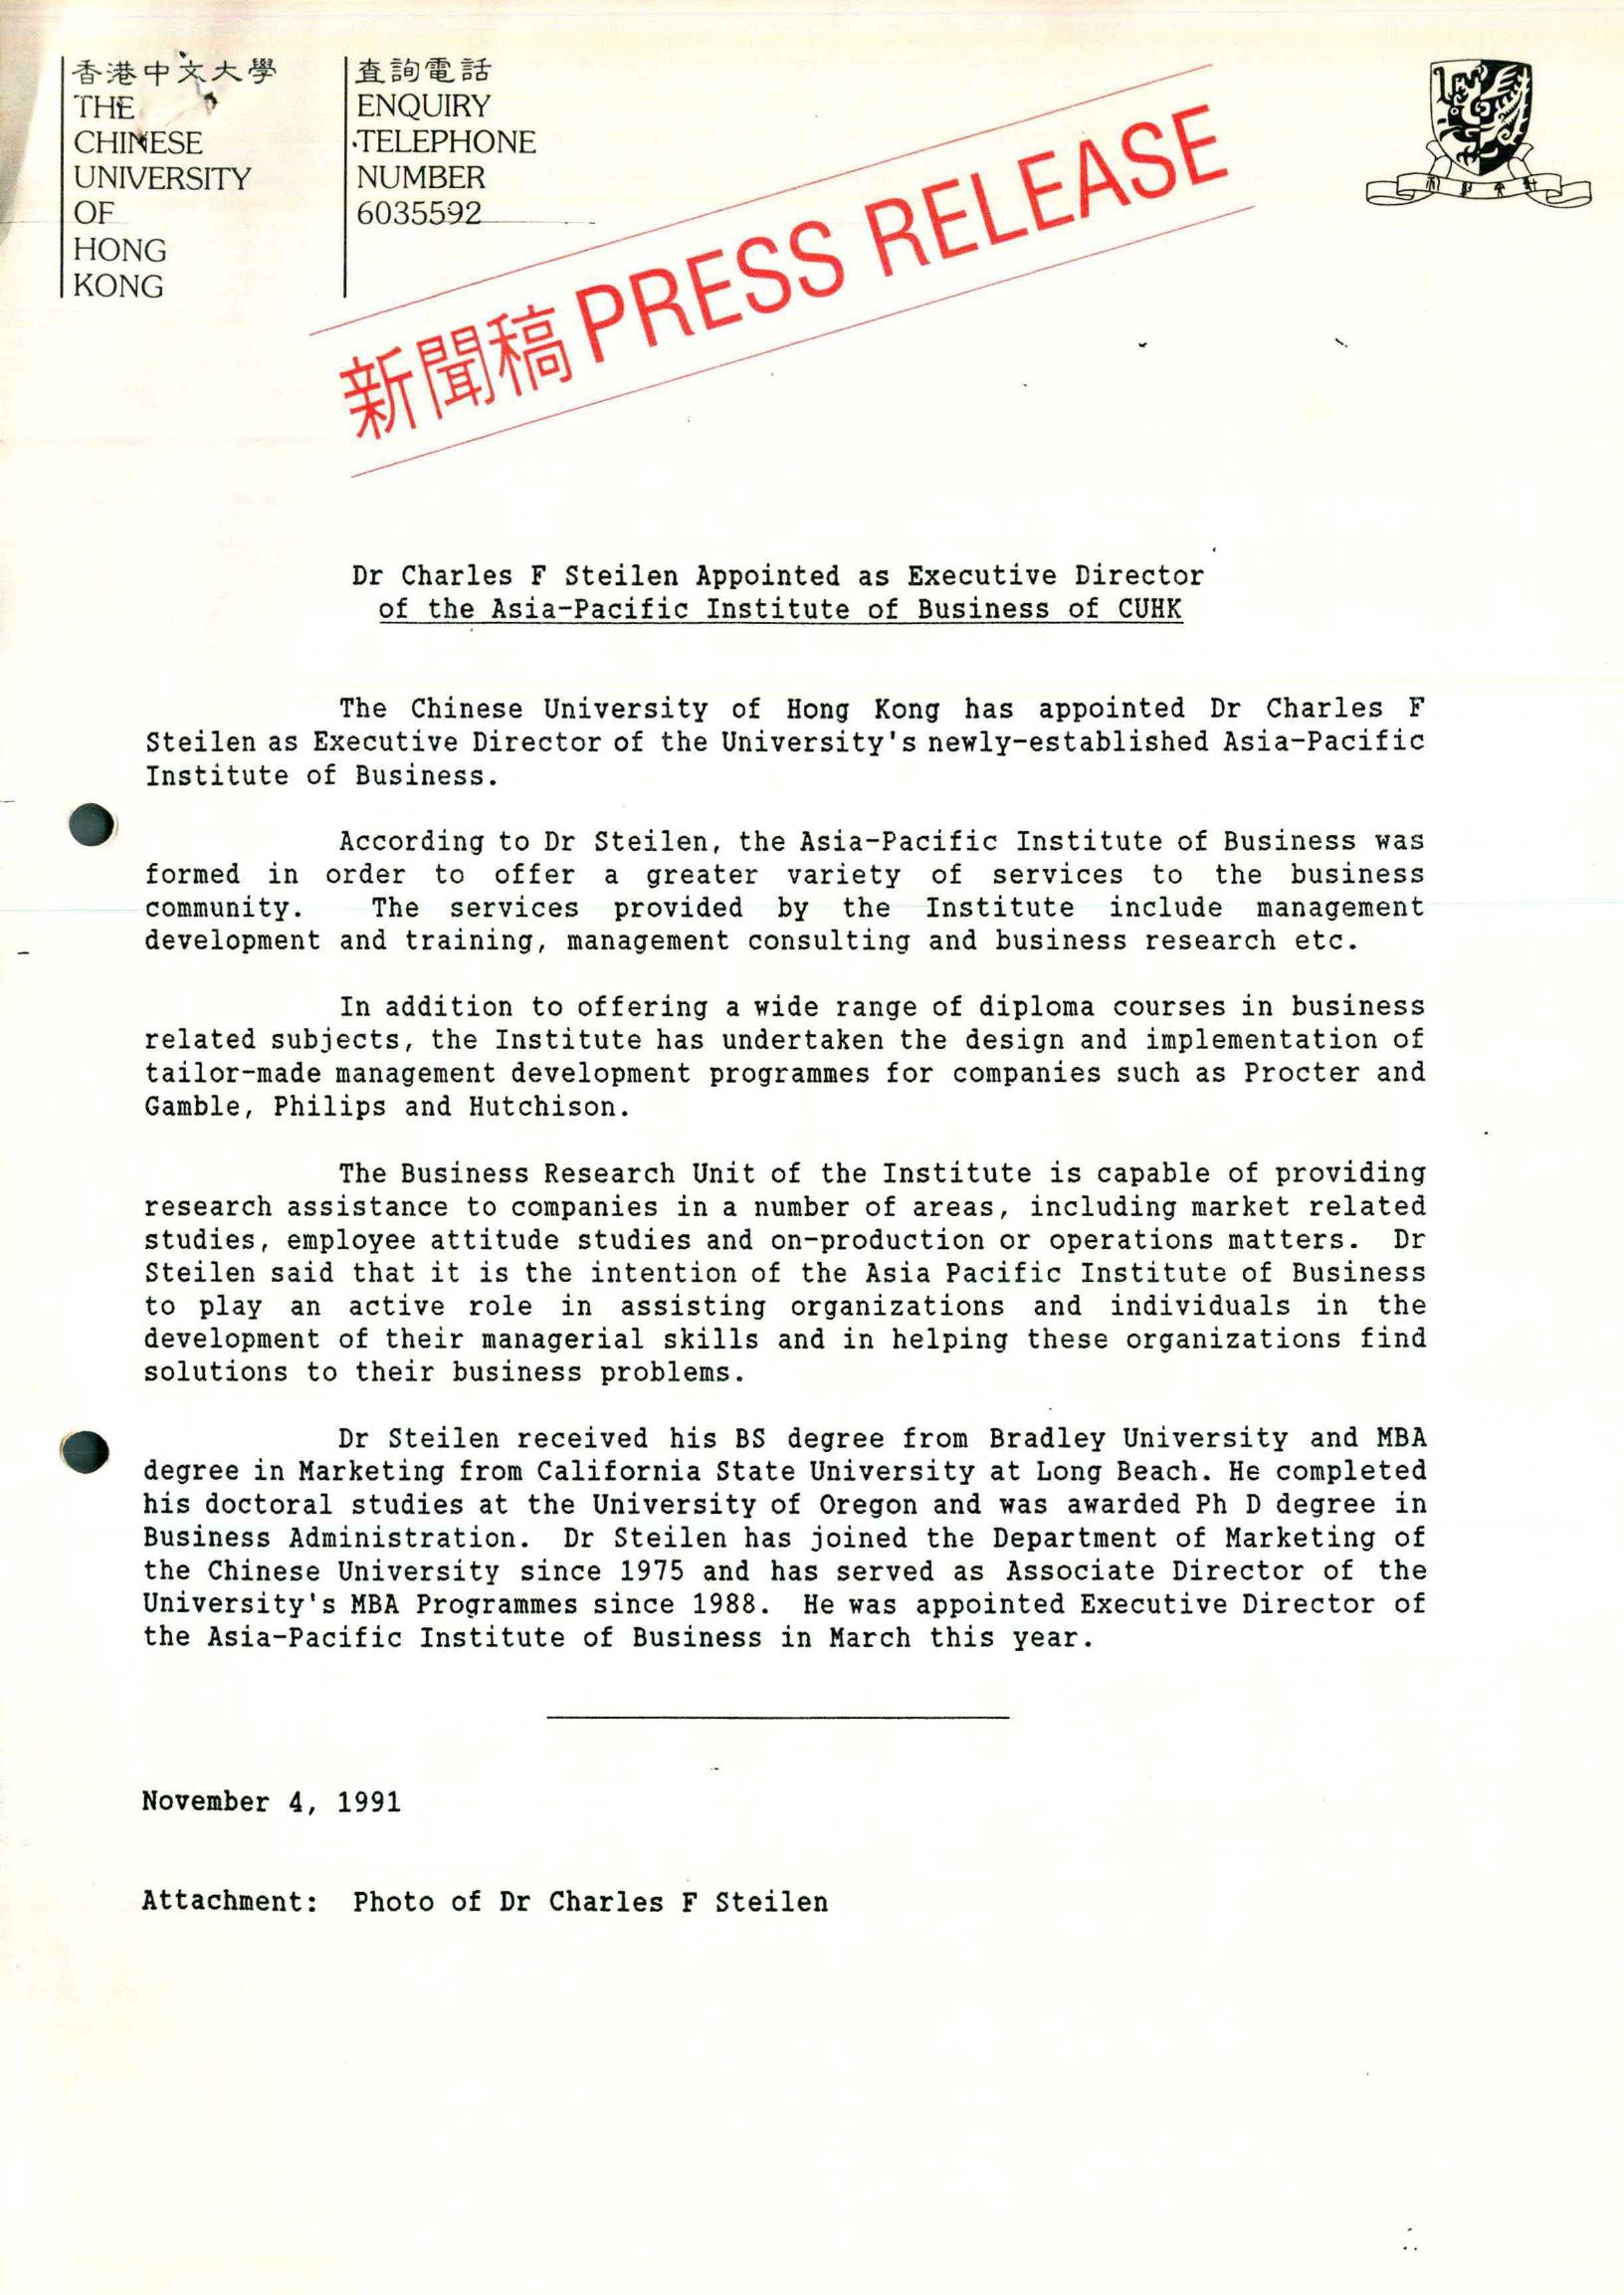 香港中文大學
THE
CHINESE
UNIVERSITY
OF
HONG
KONG
查詢電話
ENQUIRY
TELEPHONE
NUMBER
6035592
新聞稿 PRESS RELEASE
Dr Charles F Steilen Appointed as Executive Director
of the Asia-Pacific Institute of Business of CUHK
The Chinese University of Hong Kong has appointed Dr Charles F
Steilen as Executive Director of the University's newly-established Asia-Pacific
Institute of Business.
According to Dr Steilen, the Asia-Pacific Institute of Business was
formed in order to offer a greater variety of services to the business
community. The services provided by the Institute include management
development and training, management consulting and business research etc.
In addition to offering a wide range of diploma courses in business
related subjects, the Institute has undertaken the design and implementation of
tailor-made management development programmes for companies such as Procter and
Gamble, Philips and Hutchison.
The Business Research Unit of the Institute is capable of providing
research assistance to companies in a number of areas, including market related
studies, employee attitude studies and on-production or operations matters. Dr
Steilen said that it is the intention of the Asia Pacific Institute of Business
to play an active role in assisting organizations and individuals in the
development of their managerial skills and in helping these organizations find
solutions to their business problems.
Dr Steilen received his BS degree from Bradley University and MBA
degree in Marketing from California State University at Long Beach. He completed
his doctoral studies at the University of Oregon and was awarded Ph D degree in
Business Administration. Dr Steilen has joined the Department of Marketing of
the Chinese University since 1975 and has served as Associate Director of the
University's MBA Programmes since 1988. He was appointed Executive Director of
the Asia-Pacific Institute of Business in March this year.
November 4, 1991
Attachment: Photo of Dr Charles F Steilen